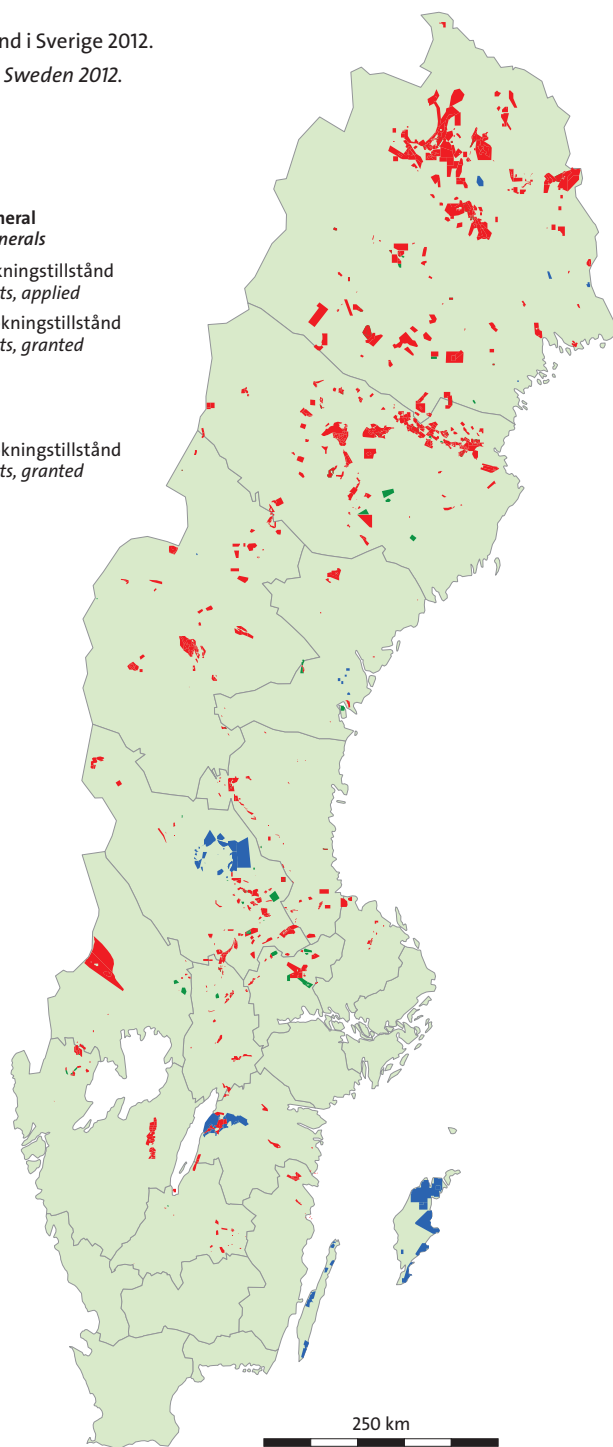 nd i Sverige 2012.
Sweden 2012.
neral
nerals
kningstillstånd
ts, applied
kningstillstånd
ts, granted
kningstillstånd
ts, granted
250 km